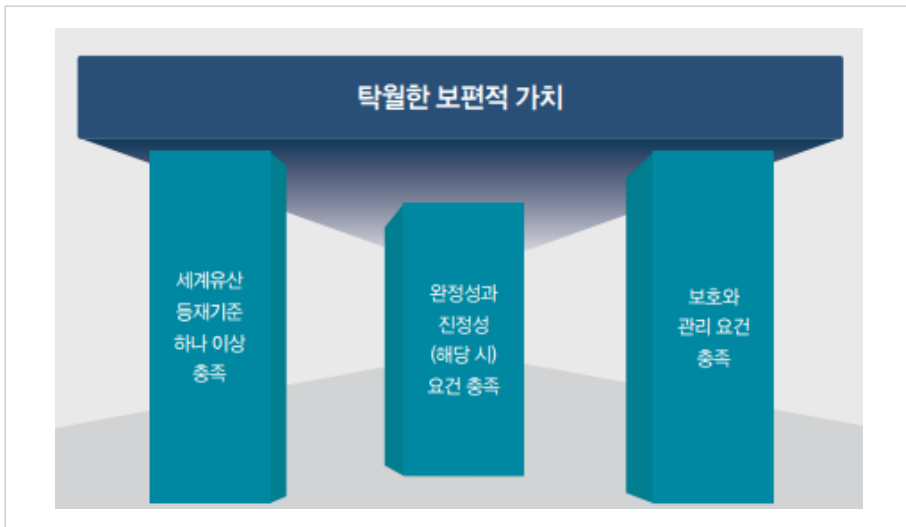 탁월한 보편적 가치
세계유산
등재기준
하나 이상
충족
완정성과
진정성
(해당 시)
요건 충족
보호와
관리 요건
충족